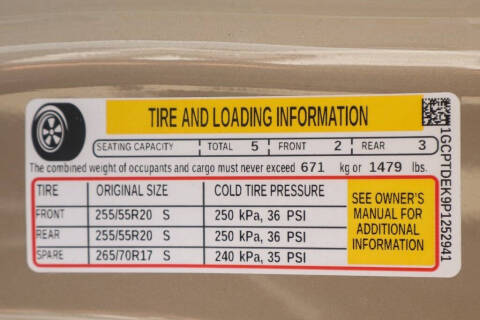 TIRE AND LOADING INFORMATION
SEATING CAPACITY TOTAL 5 FRONT 2 REAR 3
The combined weight of occupants and cargo must never exceed 671 kg or 1479 lbs.
TIRE ORIGINAL SIZE COLD TIRE PRESSURE
FRONT 255/55R20 S 250 kPa, 36 PSI
REAR 255/55R20 S 250 kPa, 36 PSI
SPARE 265/70R17 S 240 kPa, 35 PSI
SEE OWNER'S
MANUAL FOR
ADDITIONAL
INFORMATION
1GCPTDEK9P1252941